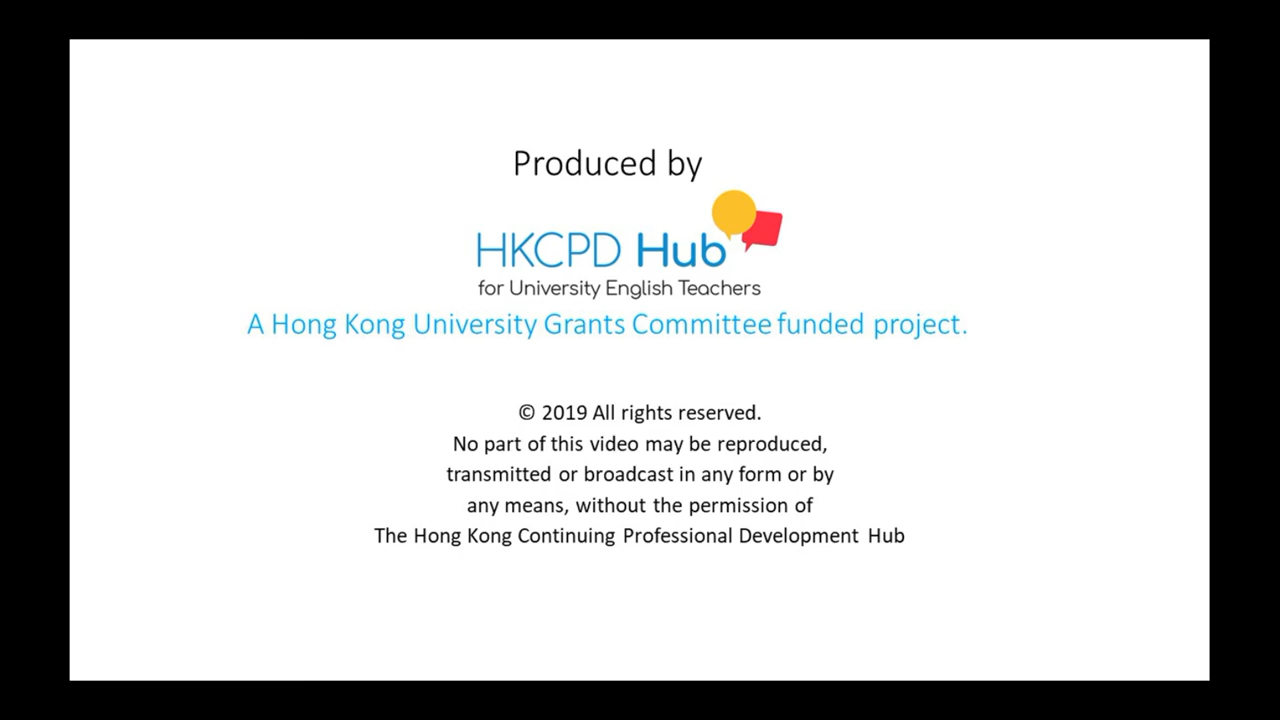 Produced by
HKCPD Hub
for University English Teachers
A Hong Kong University Grants Committee funded project.
© 2019 All rights reserved.
No part of this video may be reproduced,
transmitted or broadcast in any form or by
any means, without the permission of
The Hong Kong Continuing Professional Development Hub